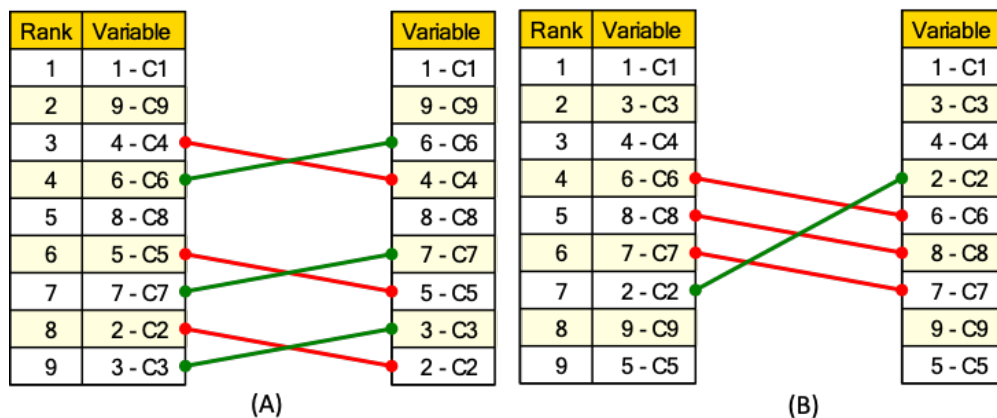 Rank Variable Variable
1 1 - C1 1 - C1
2 9 - C9 9 - C9
3 4 - C4 6 - C6
4 6 - C6 4 - C4
5 8 - C8 8 - C8
6 5 - C5 7 - C7
7 7 - C7 5 - C5
8 2 - C2 3 - C3
9 3 - C3 2 - C2
(A)
Rank Variable Variable
1 1 - C1 1 - C1
2 3 - C3 3 - C3
3 4 - C4 4 - C4
4 6 - C6 2 - C2
5 8 - C8 6 - C6
6 7 - C7 8 - C8
7 2 - C2 7 - C7
8 9 - C9 9 - C9
9 5 - C5 5 - C5
(B)